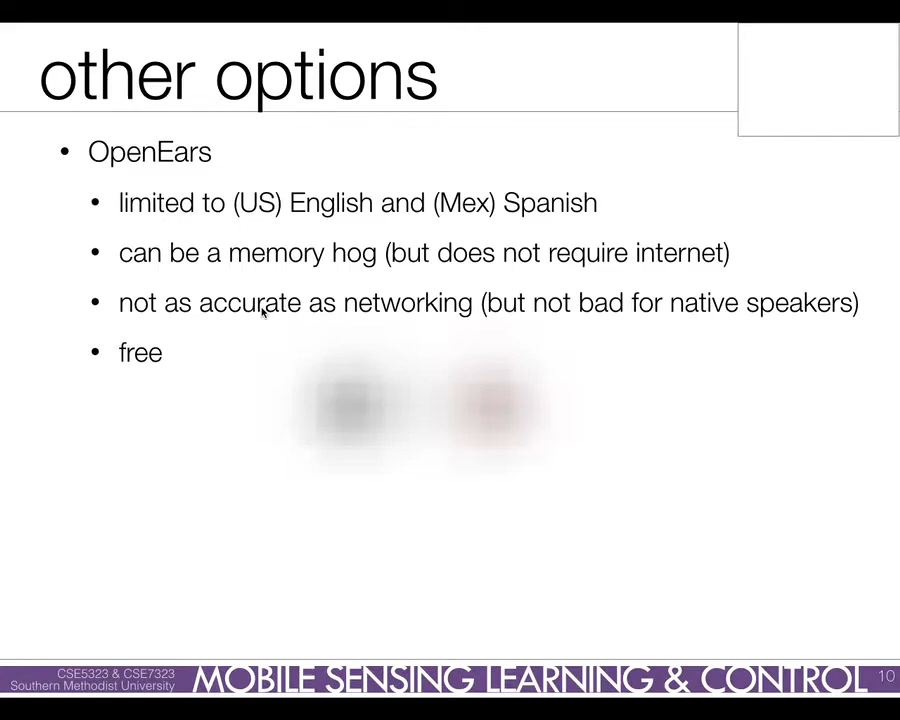 other options
• OpenEars
• limited to (US) English and (Mex) Spanish
• can be a memory hog (but does not require internet)
• not as accurate as networking (but not bad for native speakers)
• free
CSE5323 & CSE7323
Southern Methodist University
MOBILE SENSING LEARNING & CONTROL
10